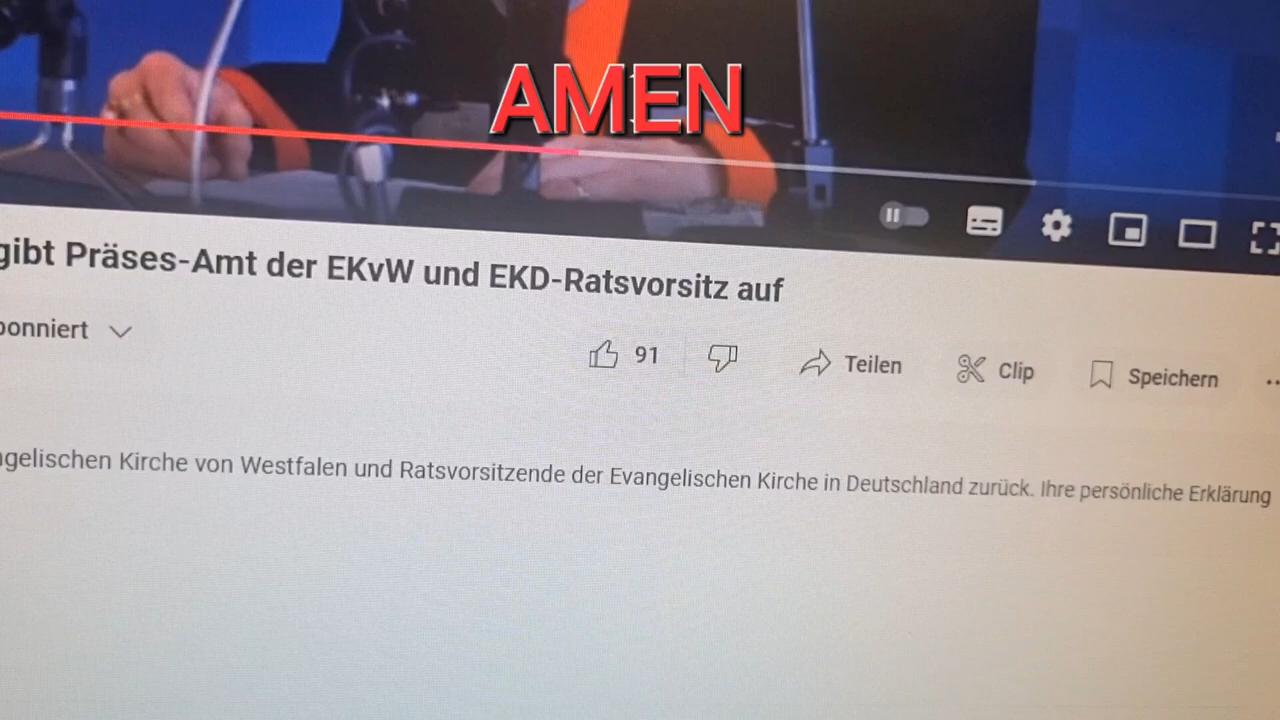 AMEN
gibt Präses-Amt der EKvW und EKD-Ratsvorsitz auf
bonniert
91
Teilen
Clip
Speichern
ngelischen Kirche von Westfalen und Ratsvorsitzende der Evangelischen Kirche in Deutschland zurück. Ihre persönliche Erklärung